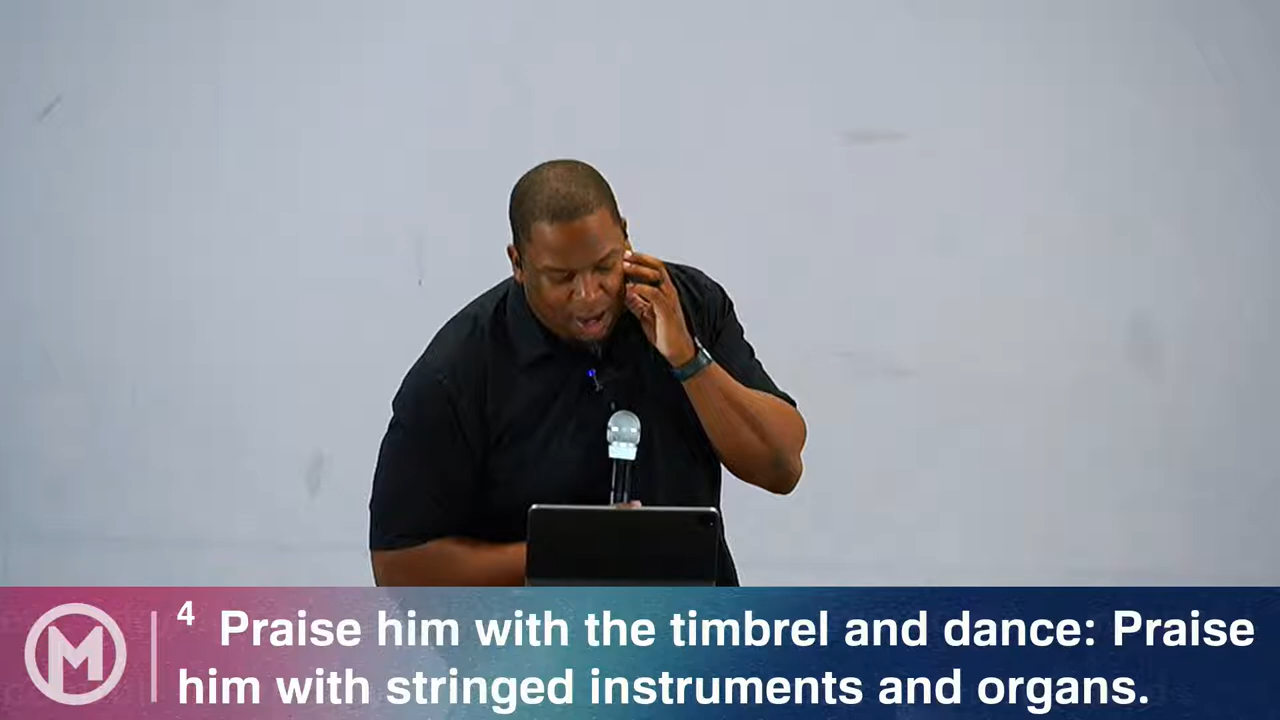 4 Praise him with the timbrel and dance: Praise
him with stringed instruments and organs.
M